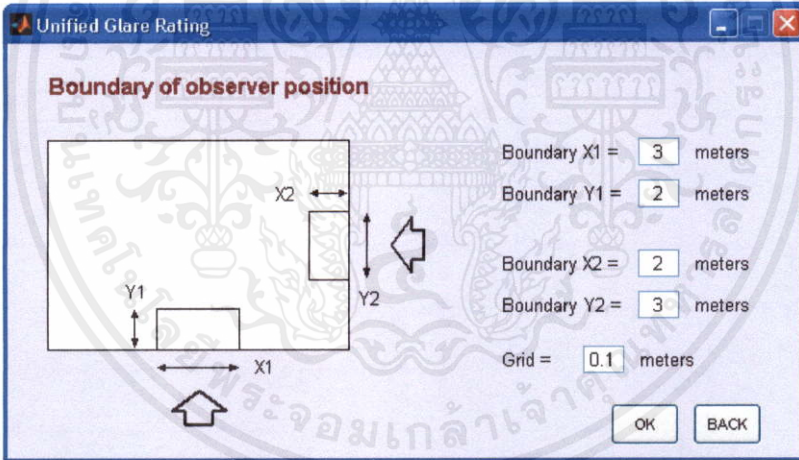 Unified Glare Rating
Boundary of observer position
X2
Y2
Y1
X1
Boundary X1 = 3 meters
Boundary Y1 = 2 meters
Boundary X2 = 2 meters
Boundary Y2 = 3 meters
Grid = 0.1 meters
OK
BACK